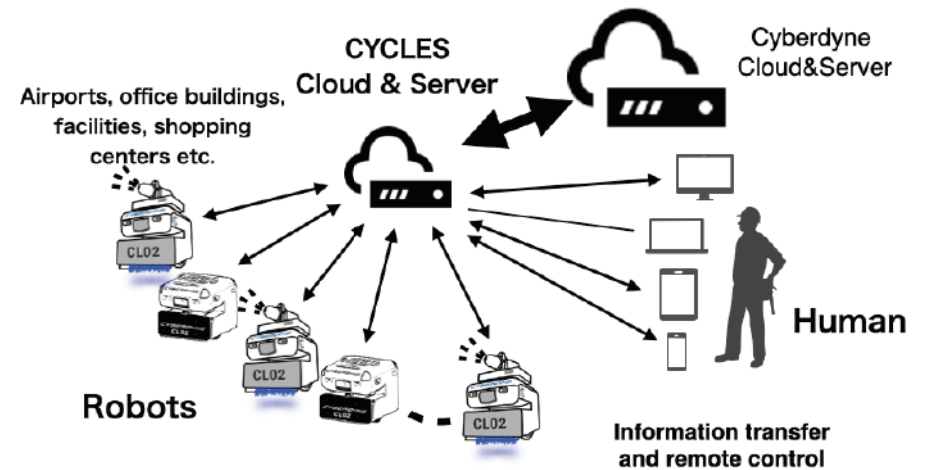 CYCLES
Cloud & Server
Cyberdyne
Cloud&Server
Airports, office buildings,
facilities, shopping
centers etc.
CL02
CL02
CL02
CL02
CL02
Robots
Human
Information transfer
and remote control